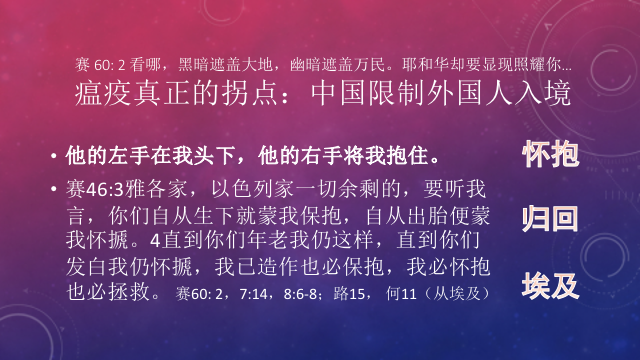 赛 60: 2 看哪，黑暗遮盖大地，幽暗遮盖万民。耶和华却要显现照耀你…
瘟疫真正的拐点：中国限制外国人入境
• 他的左手在我头下，他的右手将我抱住。
• 赛46:3雅各家，以色列家一切余剩的，要听我
言，你们自从生下就蒙我保抱，自从出胎便蒙
我怀搋。4直到你们年老我仍这样，直到你们
发白我仍怀搋，我已造作也必保抱，我必怀抱
也必拯救。 赛60: 2，7:14，8:6-8；路15， 何11（从埃及）
怀抱
归回
埃及